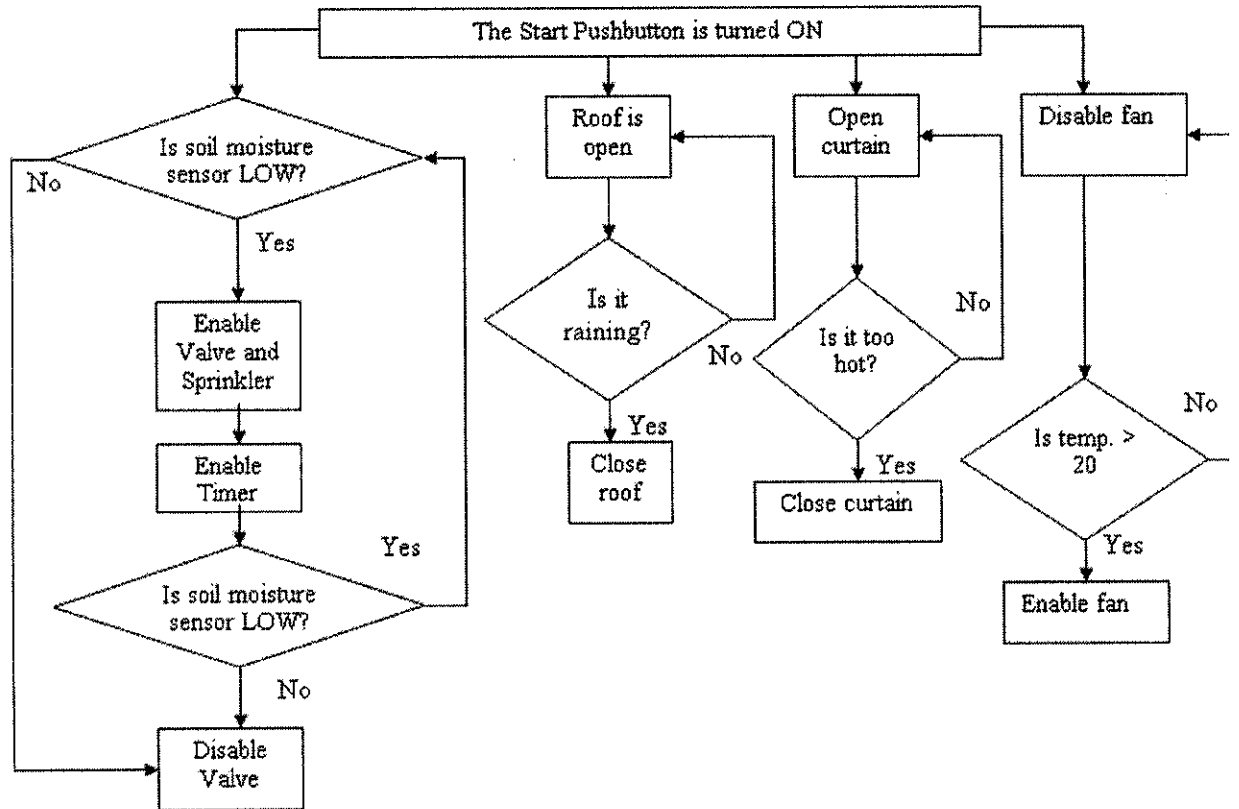 The Start Pushbutton is turned ON
Is soil moisture
sensor LOW?
No
Yes
Enable
Valve and
Sprinkler
Enable
Timer
Is soil moisture
sensor LOW?
Yes
No
Disable
Valve
Roof is
open
Is it
raining?
No
Yes
Close
roof
Open
curtain
Is it too
hot?
No
Yes
Close curtain
Disable fan
Is temp. >
20
No
Yes
Enable fan